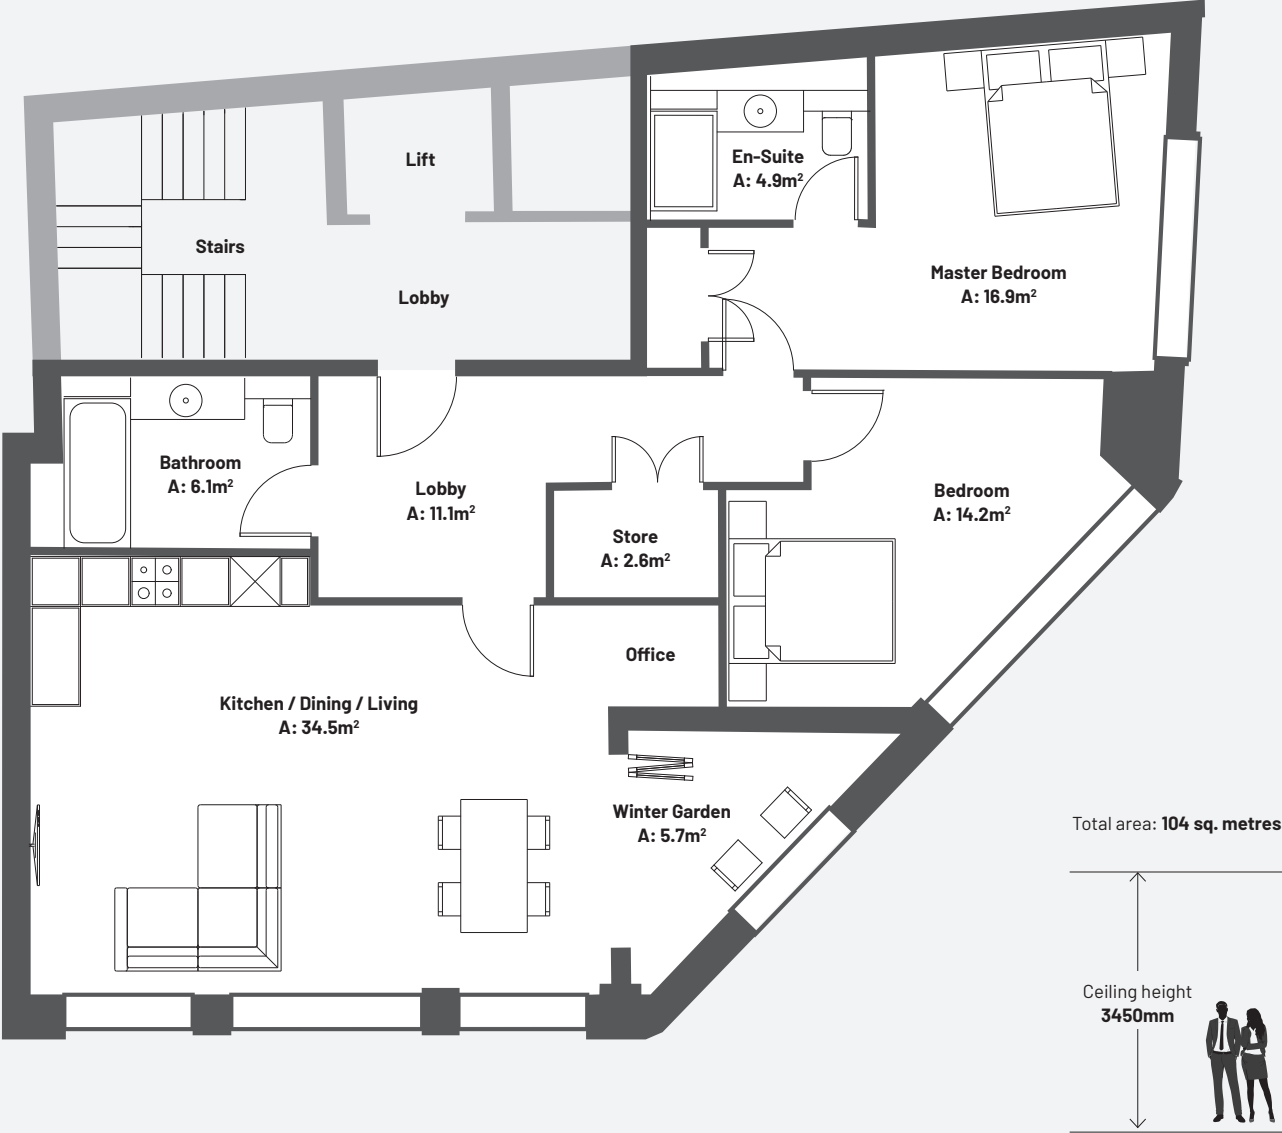 Lift
En-Suite
A: 4.9m²
Stairs
Lobby
Master Bedroom
A: 16.9m²
Bathroom
A: 6.1m²
Lobby
A: 11.1m²
Bedroom
A: 14.2m²
Store
A: 2.6m²
Office
Kitchen / Dining / Living
A: 34.5m²
Winter Garden
A: 5.7m²
Total area: 104 sq. metres
Ceiling height
3450mm